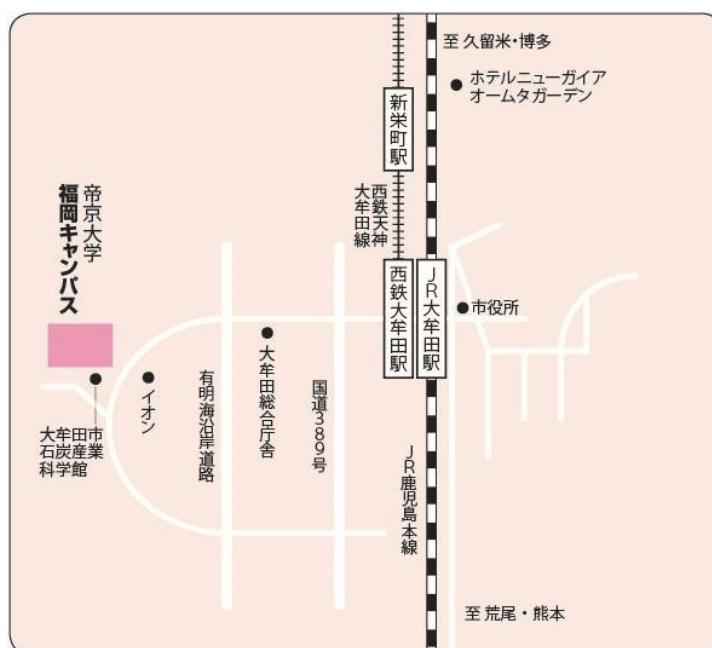 至 久留米・博多
ホテルニューガイア
オームタガーデン
新栄町駅
西鉄天神
大牟田線
帝京大学
福岡キャンパス
西鉄大牟田駅
JR大牟田駅
市役所
大牟田総合庁舎
イオン
有明海沿岸道路
国道389号
大牟田市
石炭産業
科学館
JR鹿児島本線
至 荒尾・熊本